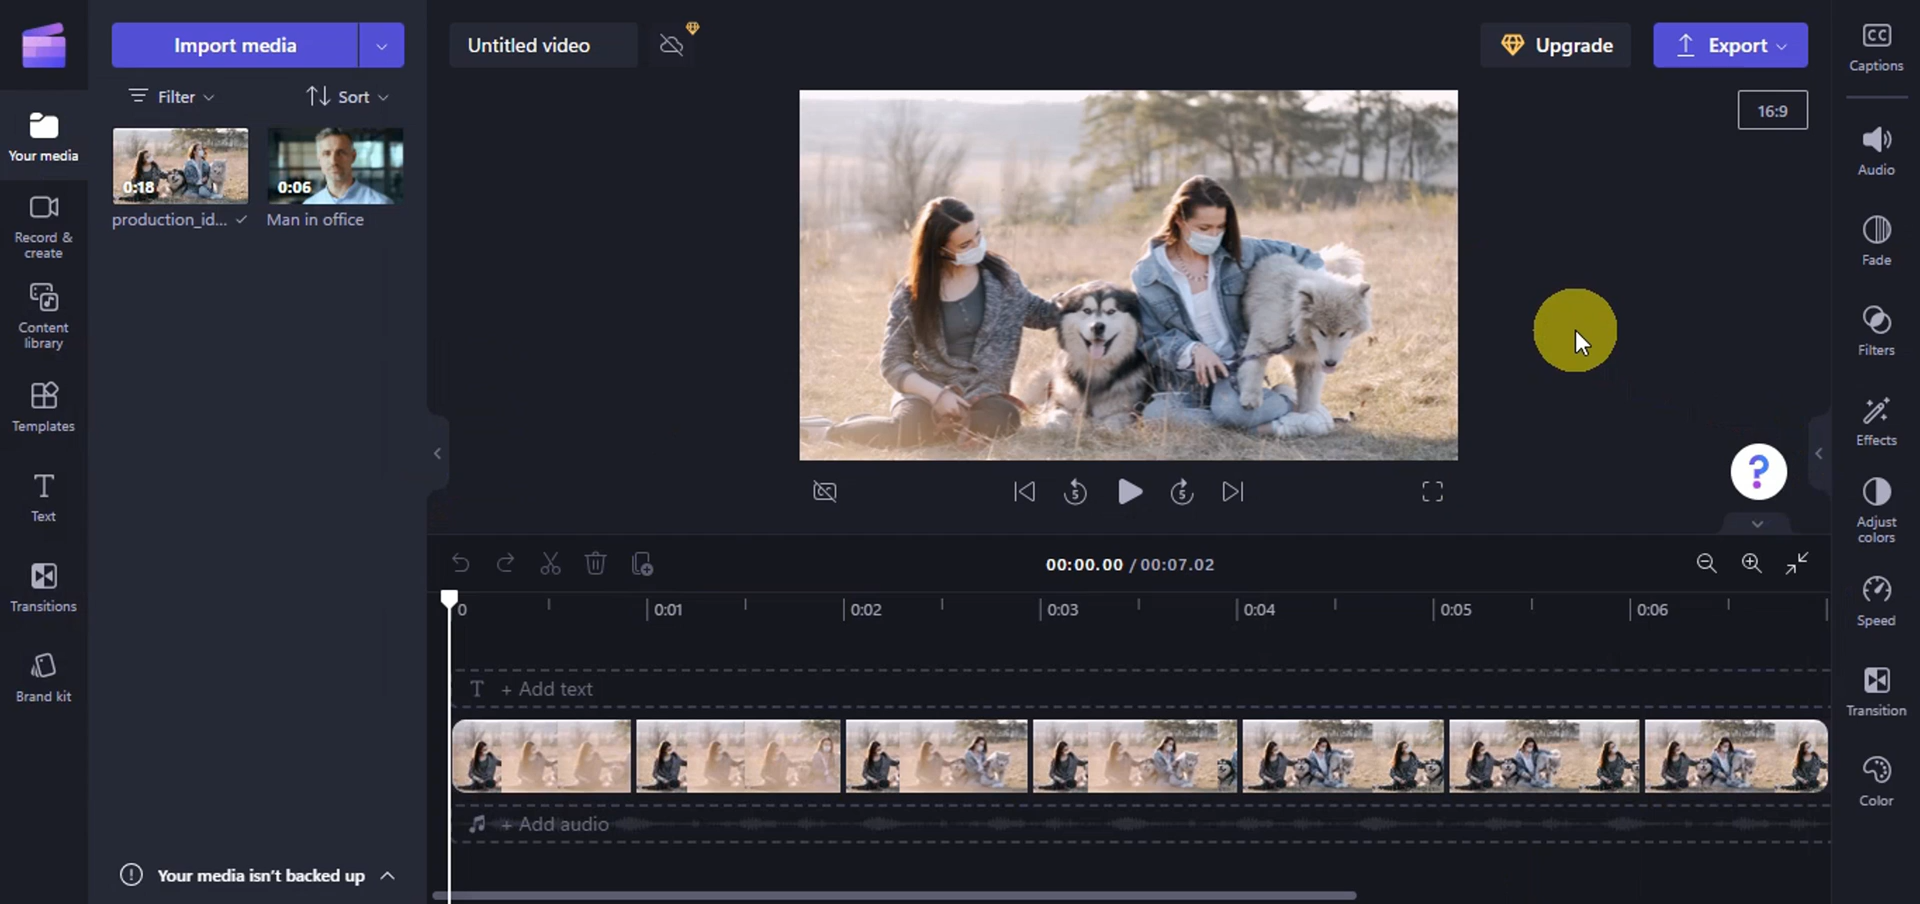 Import media
Untitled video
Upgrade
Export
CC
Captions
Filter
Sort
16:9
Your media
0:18
0:06
production_id...
Man in office
Audio
Record &
create
Fade
Content
library
Filters
Templates
Effects
?
5
5
Text
Adjust
colors
00:00.00 / 00:07.02
Transitions
0
0:01
0:02
0:03
0:04
0:05
0:06
Speed
Brand kit
T + Add text
Transition
Color
+ Add audio
Your media isn't backed up